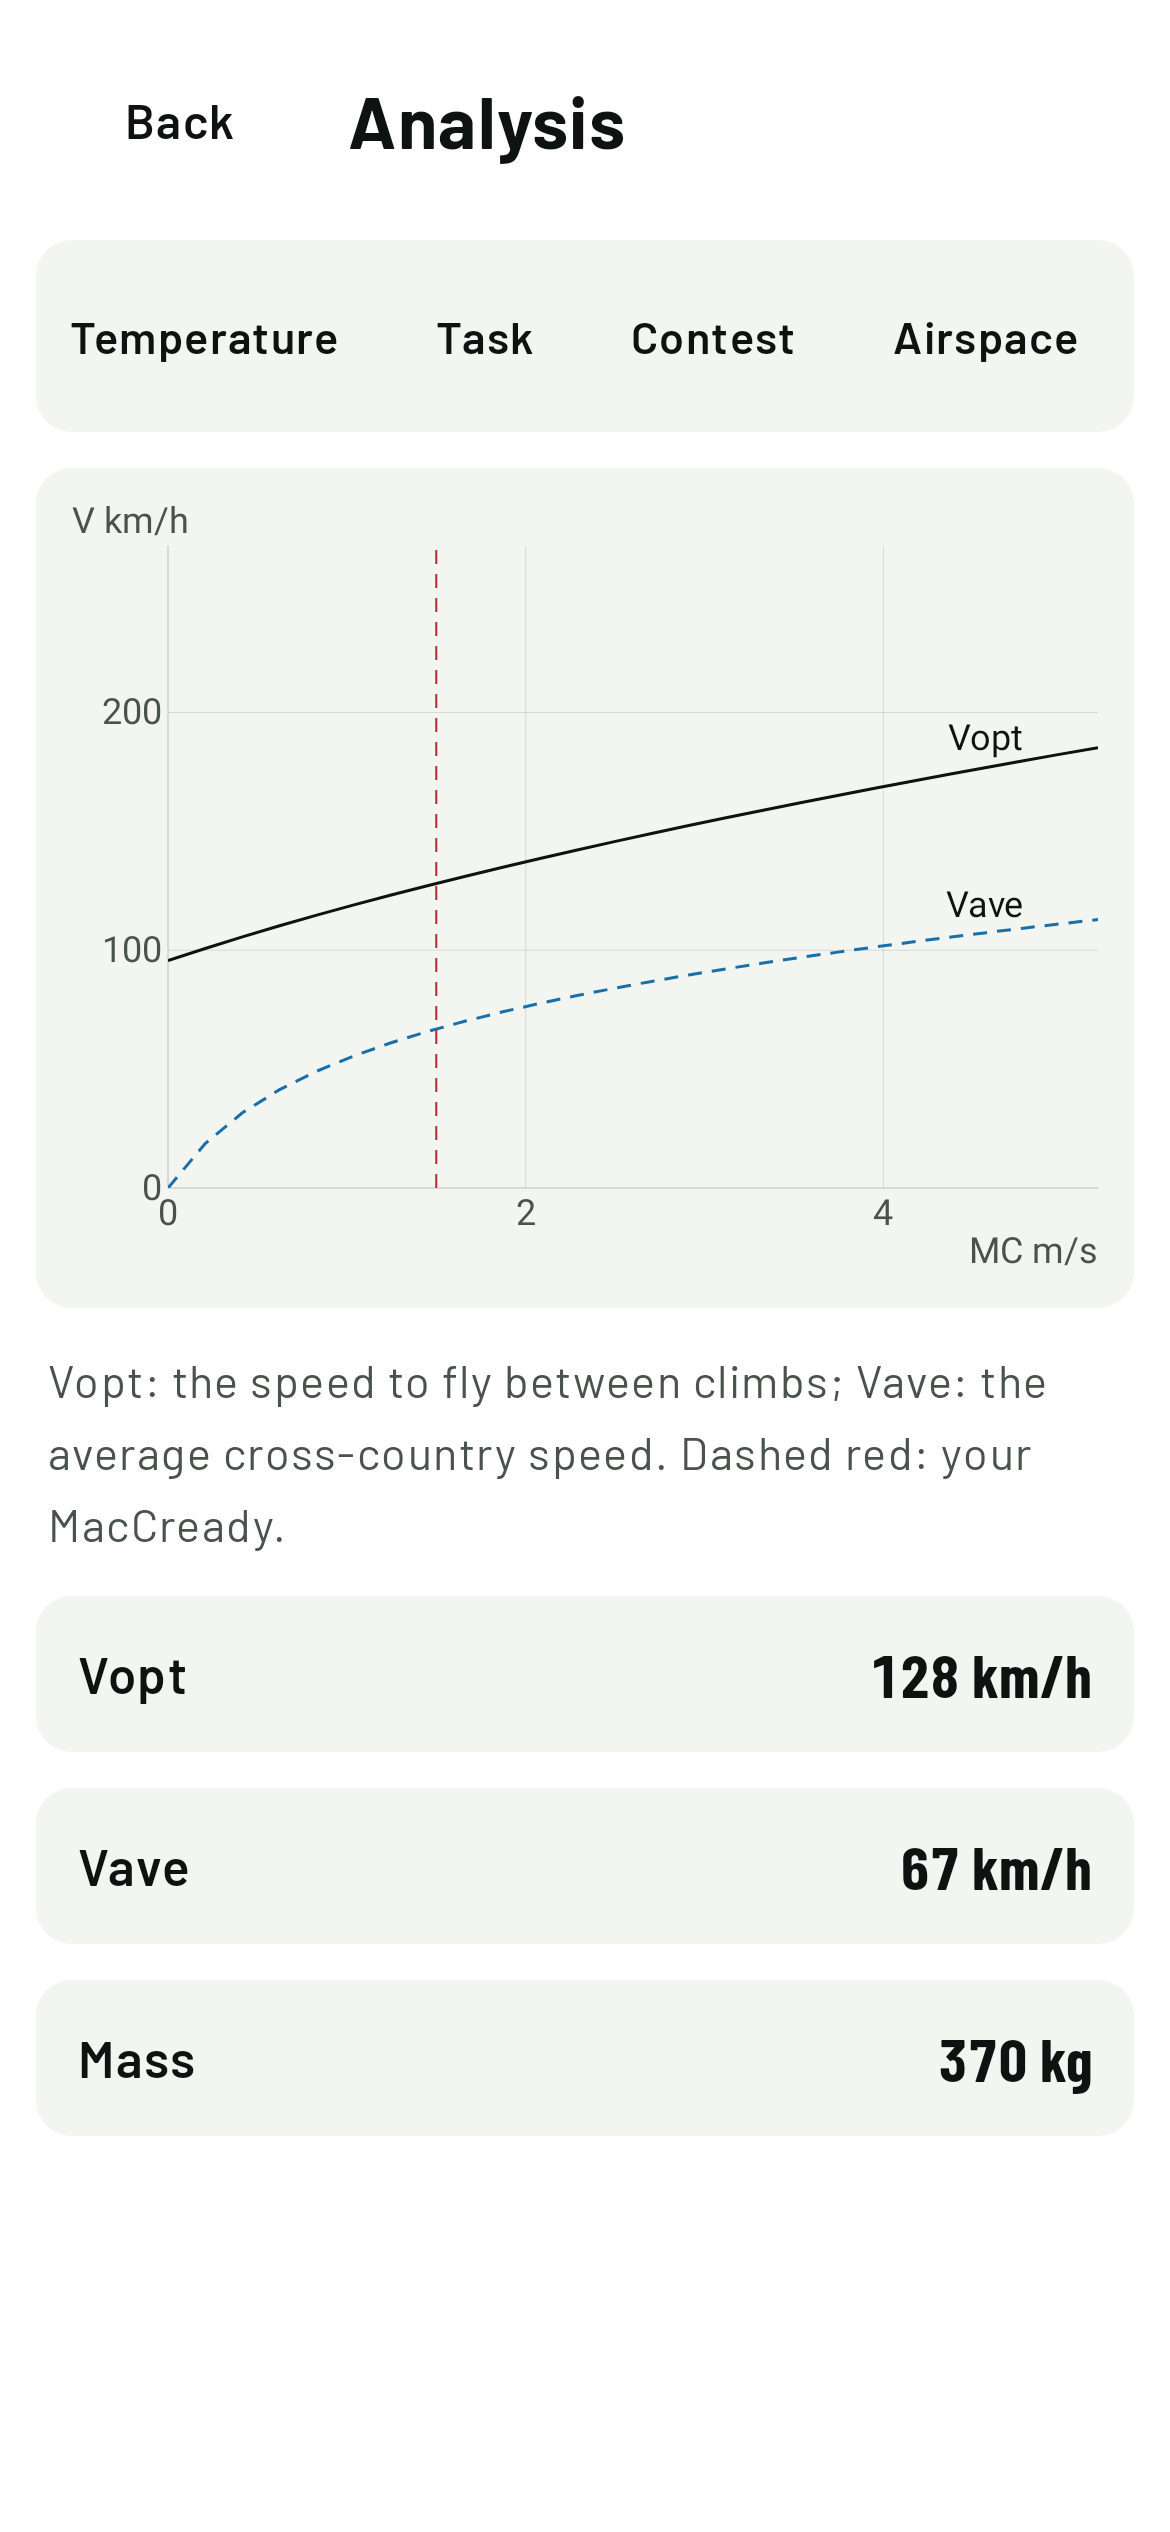 Back Analysis
Temperature Task Contest Airspace
V km/h
200
Vopt
Vave
100
0
0 2 4
MC m/s
Vopt: the speed to fly between climbs; Vave: the
average cross-country speed. Dashed red: your
MacCready.
Vopt 128 km/h
Vave 67 km/h
Mass 370 kg